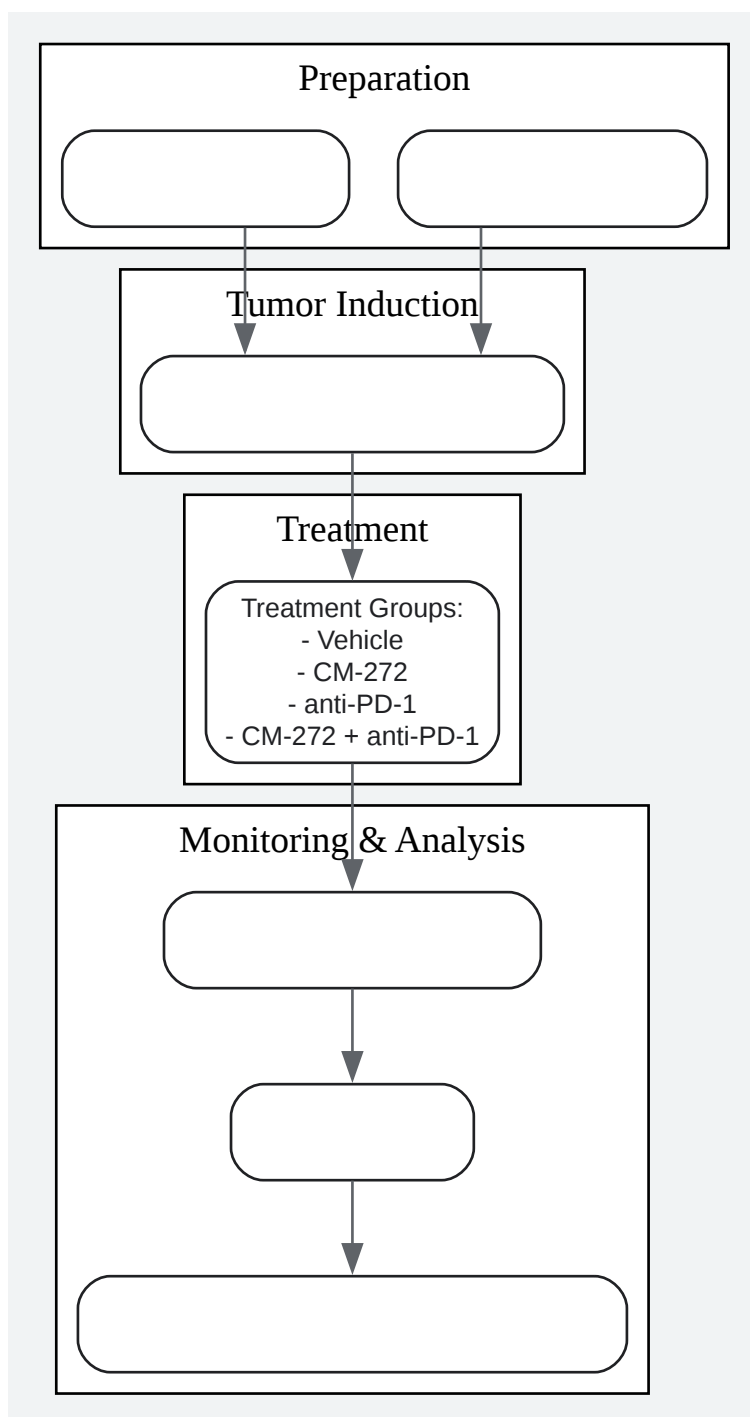 Preparation
Tumor Induction
Treatment
Treatment Groups:
- Vehicle
- CM-272
- anti-PD-1
- CM-272 + anti-PD-1
Monitoring & Analysis